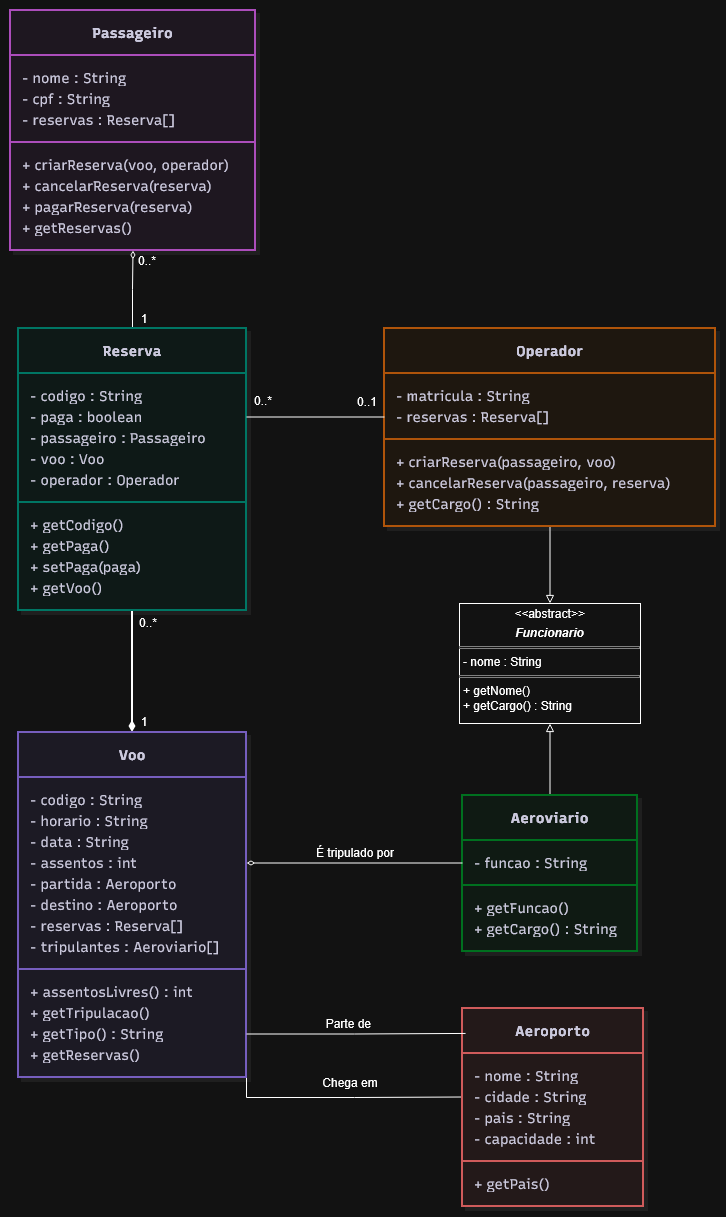 Passageiro
- nome : String
- cpf : String
- reservas : Reserva[]
+ criarReserva(voo, operador)
+ cancelarReserva(reserva)
+ pagarReserva(reserva)
+ getReservas()
0..*
1
Reserva
- codigo : String
- paga : boolean
- passageiro : Passageiro
- voo : Voo
- operador : Operador
+ getCodigo()
+ getPaga()
+ setPaga(paga)
+ getVoo()
0..*
0..1
Operador
- matricula : String
- reservas : Reserva[]
+ criarReserva(passageiro, voo)
+ cancelarReserva(passageiro, reserva)
+ getCargo() : String
<<abstract>>
Funcionario
- nome : String
+ getNome()
+ getCargo() : String
0..*
1
Voo
- codigo : String
- horario : String
- data : String
- assentos : int
- partida : Aeroporto
- destino : Aeroporto
- reservas : Reserva[]
- tripulantes : Aeroviario[]
+ assentosLivres() : int
+ getTripulacao()
+ getTipo() : String
+ getReservas()
É tripulado por
Aeroviario
- funcao : String
+ getFuncao()
+ getCargo() : String
Parte de
Chega em
Aeroporto
- nome : String
- cidade : String
- pais : String
- capacidade : int
+ getPais()